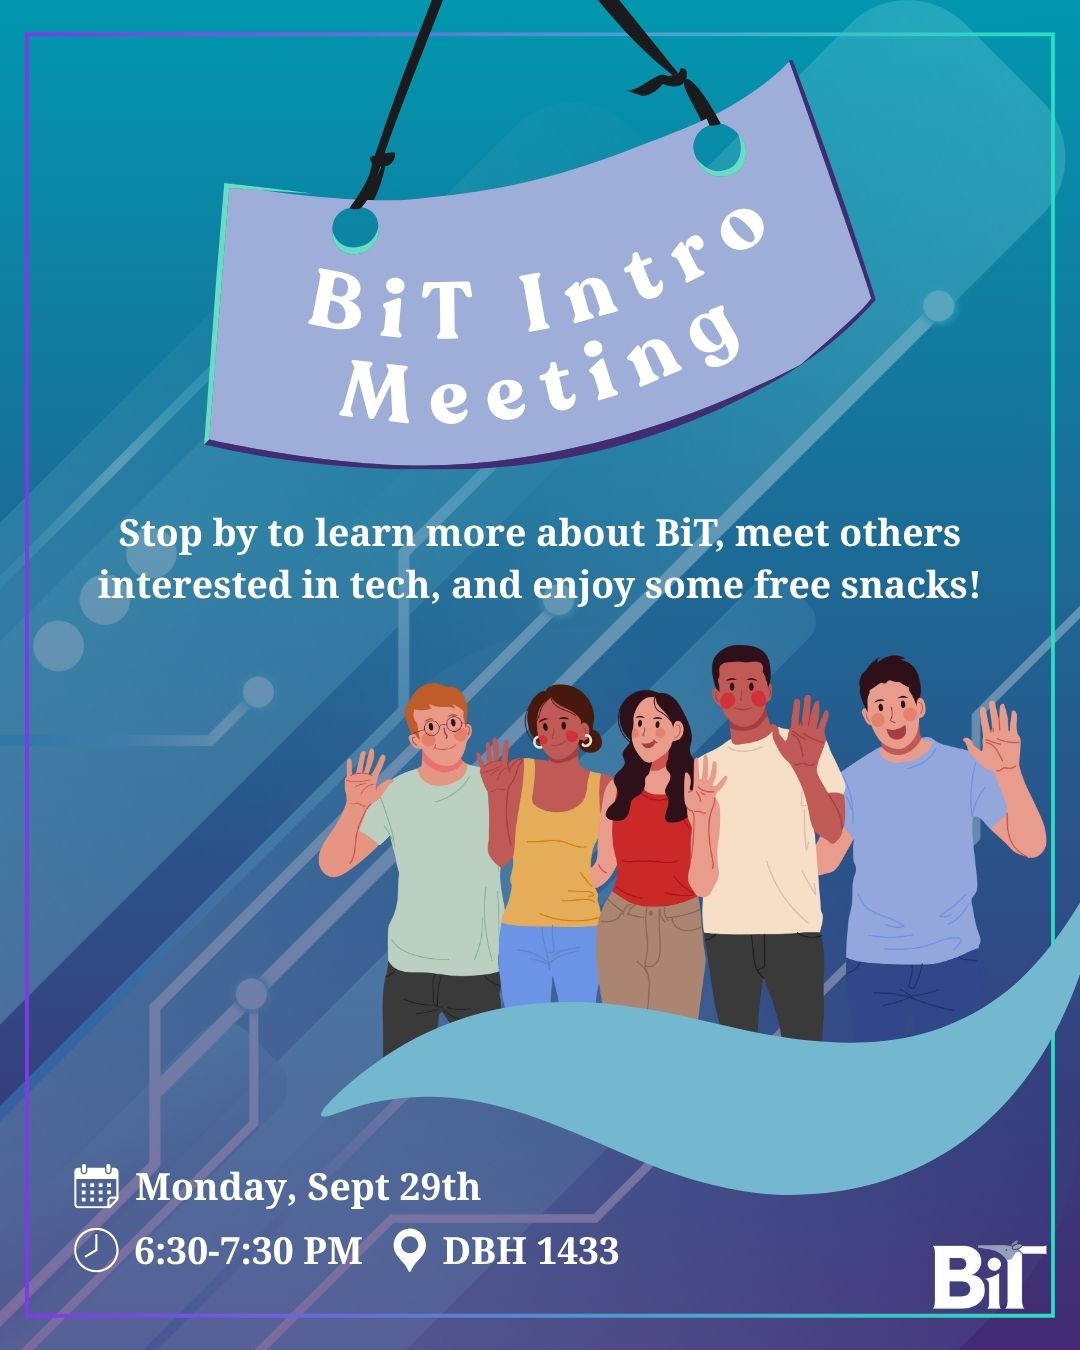 BiT Intro
Meeting
Stop by to learn more about BiT, meet others
interested in tech, and enjoy some free snacks!
Monday, Sept 29th
6:30-7:30 PM DBH 1433
BiT